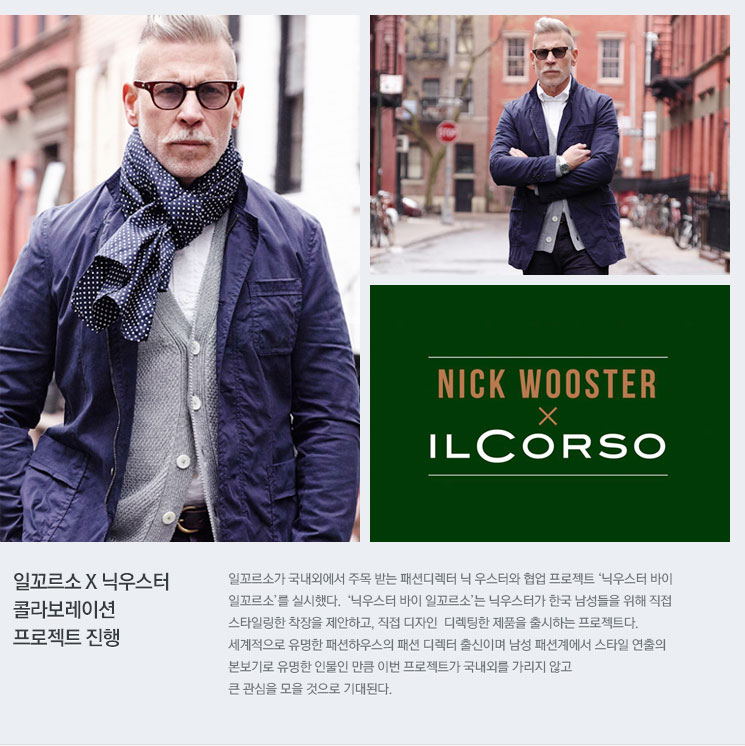 NICK WOOSTER
X
ILCORSO
일꼬르소 X 닉우스터
콜라보레이션
프로젝트 진행
일꼬르소가 국내외에서 주목 받는 패션디렉터 닉 우스터와 협업 프로젝트 ‘닉우스터 바이
일꼬르소’를 실시했다. ‘닉우스터 바이 일꼬르소’는 닉우스터가 한국 남성들을 위해 직접
스타일링한 착장을 제안하고, 직접 디자인 디렉팅한 제품을 출시하는 프로젝트다.
세계적으로 유명한 패션하우스의 패션 디렉터 출신이며 남성 패션계에서 스타일 연출의
본보기로 유명한 인물인 만큼 이번 프로젝트가 국내외를 가리지 않고
큰 관심을 모을 것으로 기대된다.